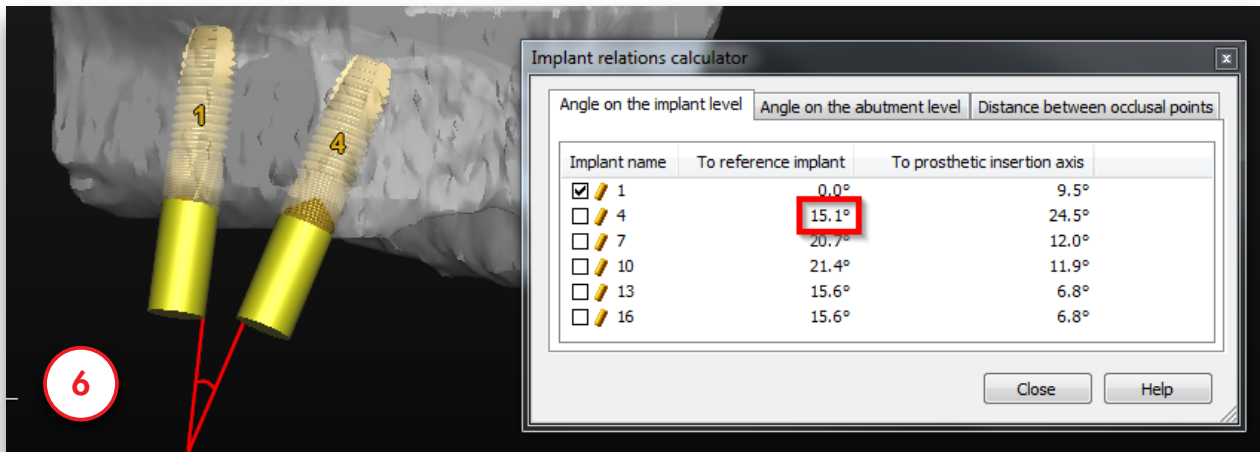 1
4
6
Implant relations calculator
x
Angle on the implant level Angle on the abutment level Distance between occlusal points
Implant name To reference implant To prosthetic insertion axis
1 0.0° 9.5°
4 15.1° 24.5°
7 20.7° 12.0°
10 21.4° 11.9°
13 15.6° 6.8°
16 15.6° 6.8°
Close Help